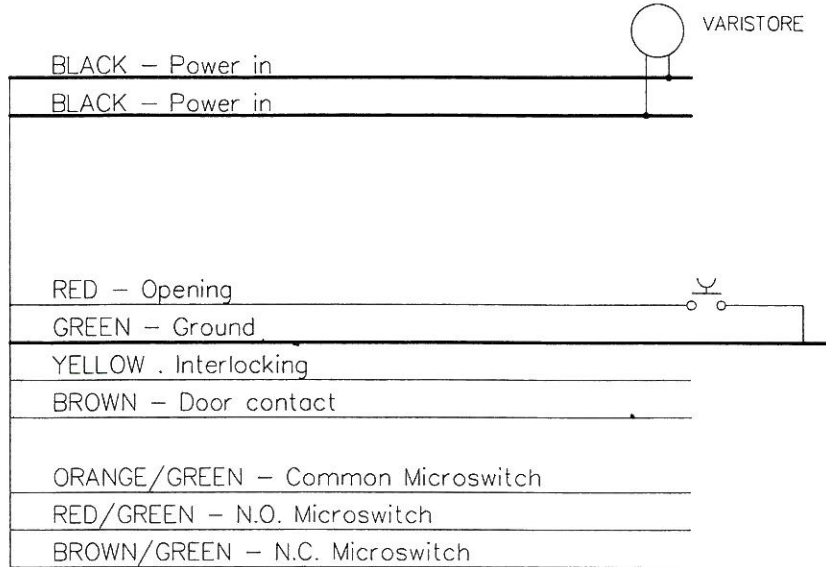 VARISTORE
BLACK – Power in
BLACK – Power in
RED – Opening
GREEN – Ground
YELLOW . Interlocking
BROWN – Door contact
ORANGE/GREEN – Common Microswitch
RED/GREEN – N.O. Microswitch
BROWN/GREEN – N.C. Microswitch